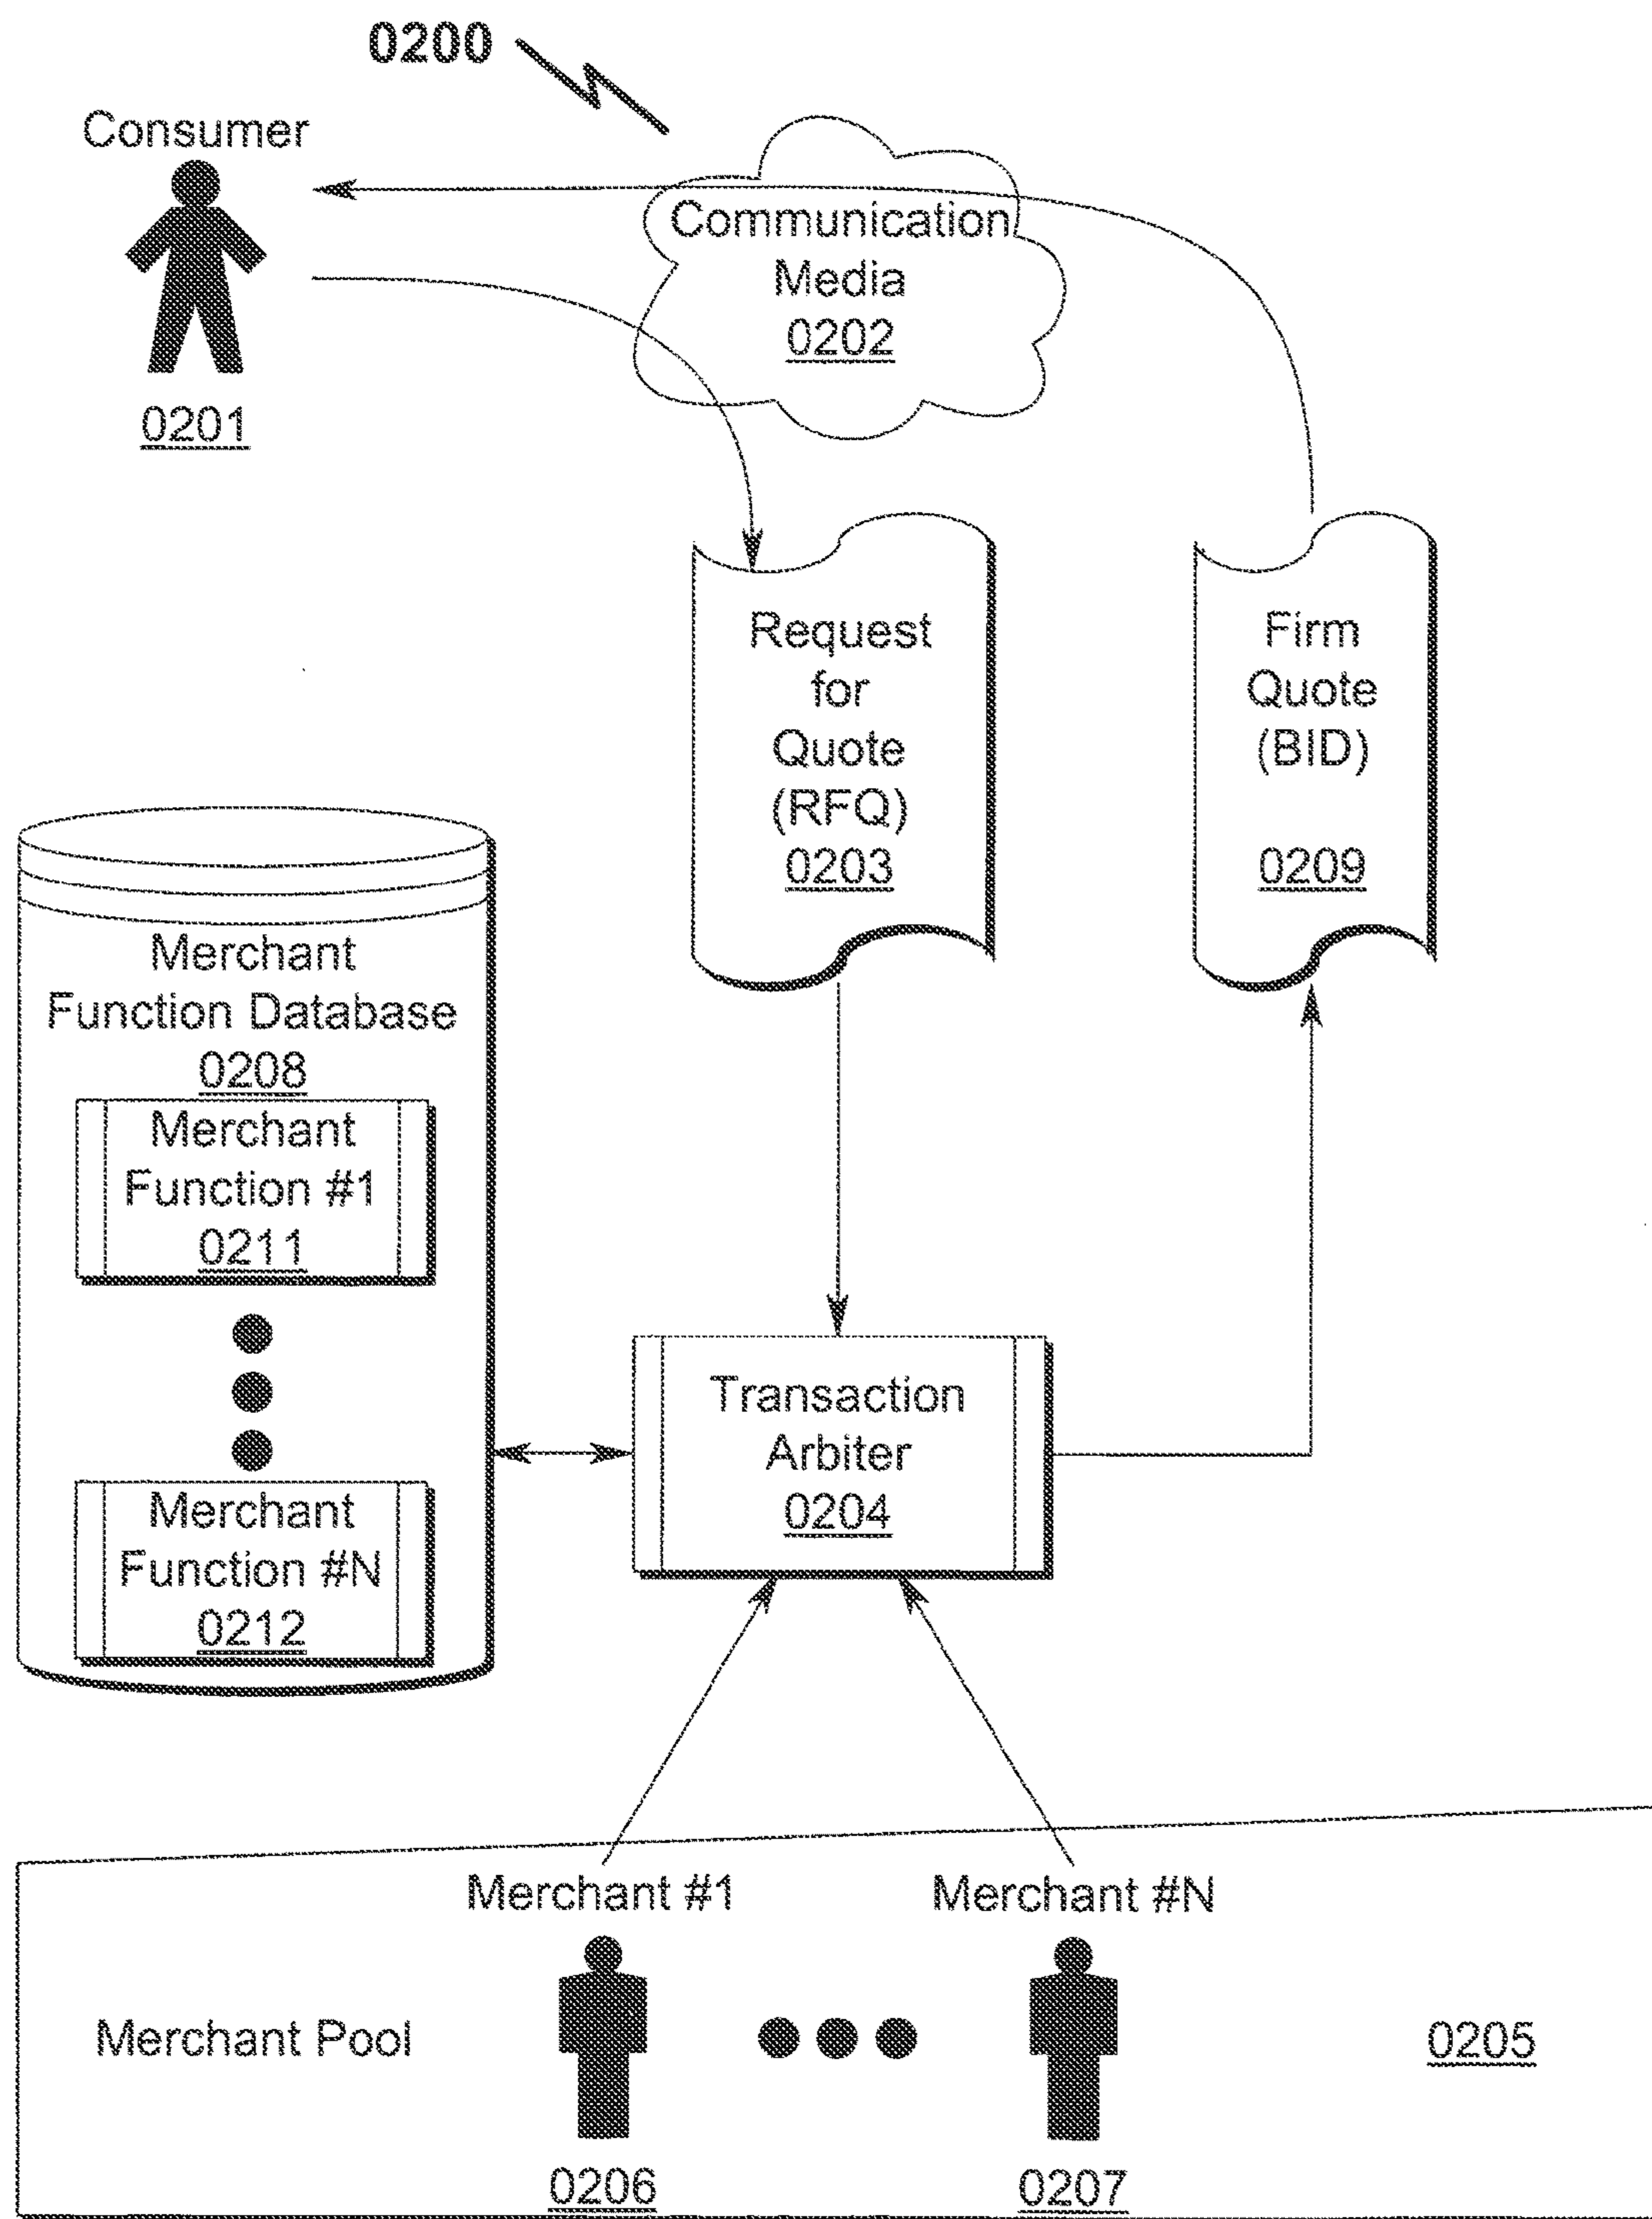 0200
Consumer
0201
Communication
Media
0202
Request
for
Quote
(RFQ)
0203
Firm
Quote
(BID)
0209
Merchant
Function Database
0208
Merchant
Function #1
0211
Merchant
Function #N
0212
Transaction
Arbiter
0204
Merchant #1
Merchant #N
Merchant Pool
0205
0206
0207